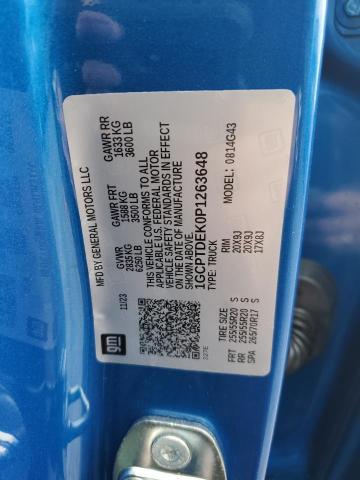 MFD BY GENERAL MOTORS LLC
11/23
GVWR
2835 KG
6250 LB
GAWR FRT
1588 KG
3500 LB
GAWR RR
1633 KG
3600 LB
THIS VEHICLE CONFORMS TO ALL
APPLICABLE U.S. FEDERAL MOTOR
VEHICLE SAFETY STANDARDS IN EFFECT
ON THE DATE OF MANUFACTURE
SHOWN ABOVE.
1GCPTDEK0P1263648
TYPE: TRUCK
MODEL: 0814G43
gm
TIRE SIZE
RIM
FRT 255/55R20 S 20X9J
RR 255/55R20 S 20X9J
SPA 265/70R17 S 17X8J